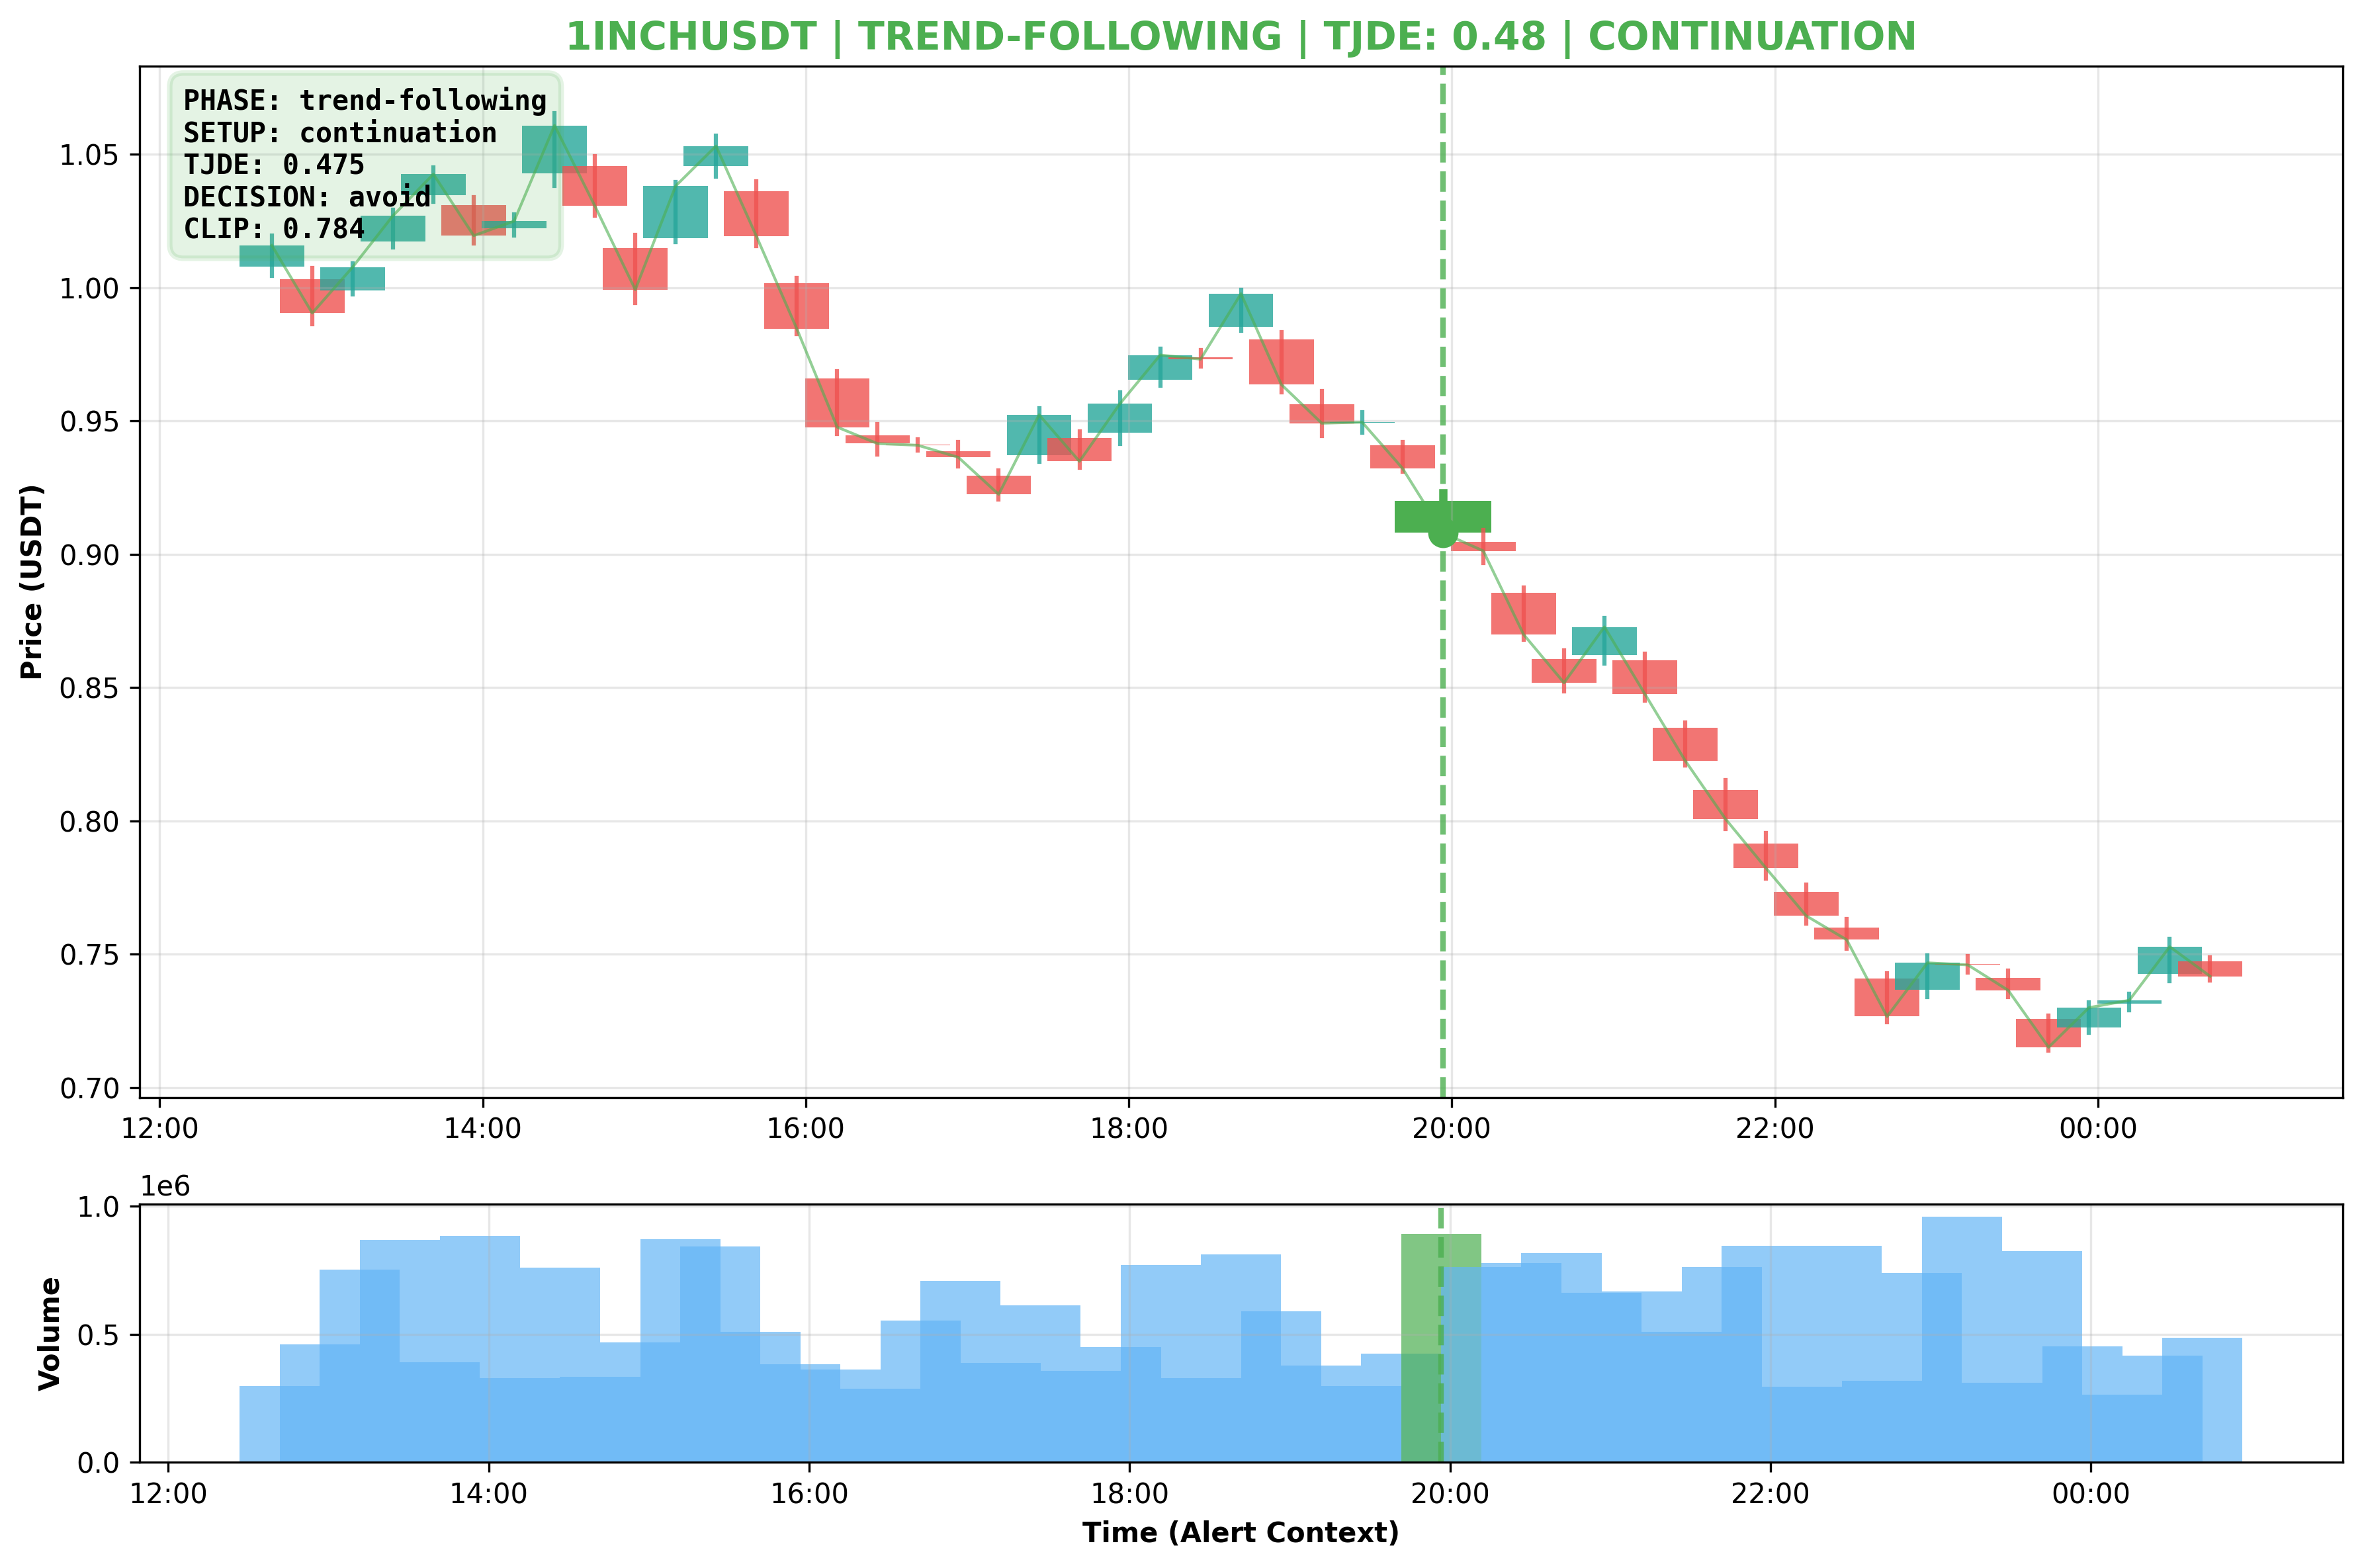 1INCHUSDT | TREND-FOLLOWING | TJDE: 0.48 | CONTINUATION
PHASE: trend-following
SETUP: continuation
TJDE: 0.475
DECISION: avoid
CLIP: 0.784
Price (USDT)
1.05
1.00
0.95
0.90
0.85
0.80
0.75
0.70
12:00 14:00 16:00 18:00 20:00 22:00 00:00
1e6
Volume
1.0
0.5
0.0
12:00 14:00 16:00 18:00 20:00 22:00 00:00
Time (Alert Context)